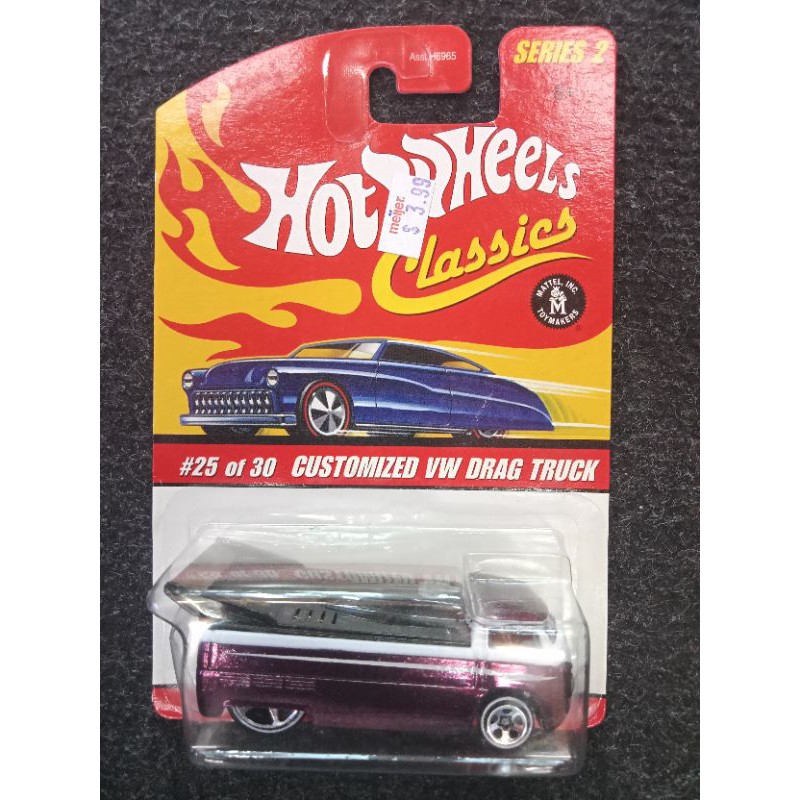 Asst. H6965
SERIES 2
HOT WHEELS
meijer
$ 3.99
Classics
MATTEL, INC.
M
TOYMAKERS
#25 of 30 CUSTOMIZED VW DRAG TRUCK